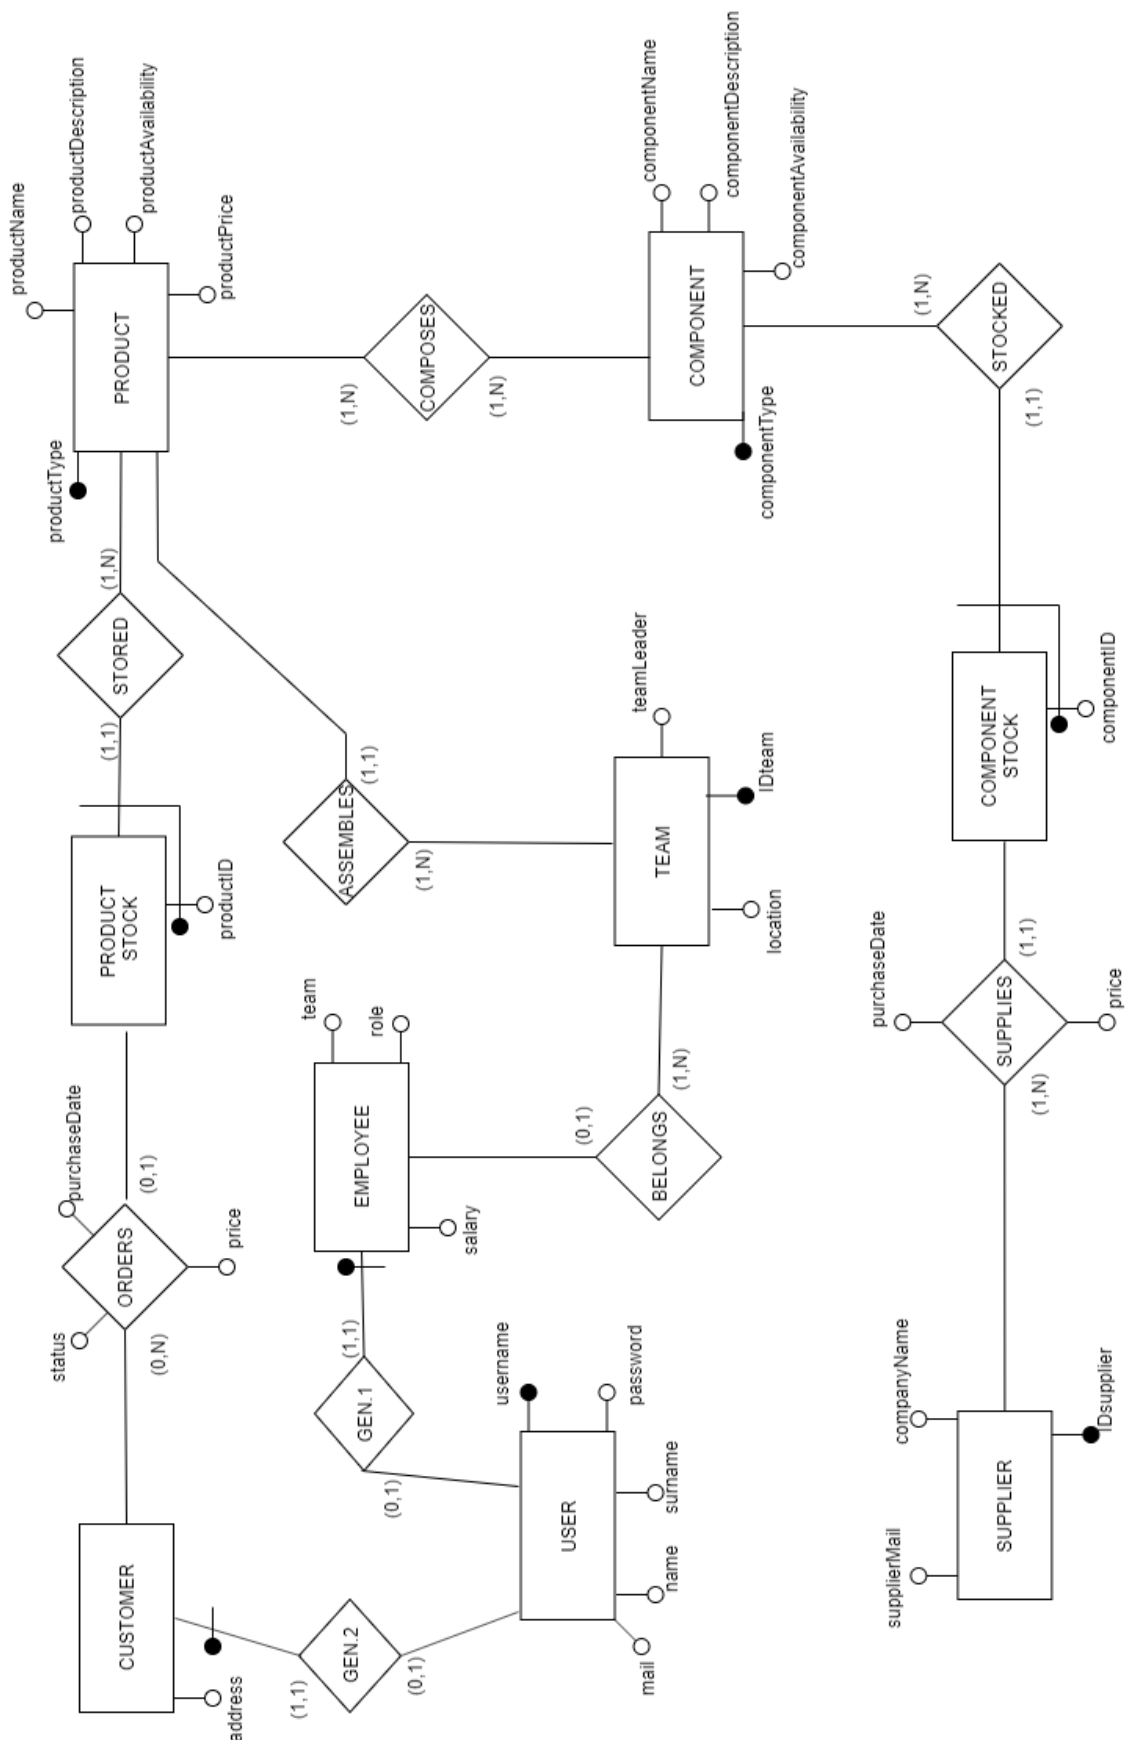 address
CUSTOMER
(1,1)
GEN.2
(0,1)
mail
name
surname
USER
username
password
(0,1)
GEN.1
(1,1)
status
(0,N)
ORDERS
purchaseDate
price
(0,1)
salary
EMPLOYEE
team
role
(0,1)
BELONGS
(1,N)
PRODUCT
STOCK
productID
(1,1)
STORED
(1,N)
location
TEAM
IDteam
teamLeader
(1,N)
ASSEMBLES
(1,1)
productType
PRODUCT
productName
productDescription
productAvailability
productPrice
(1,N)
COMPOSES
(1,N)
componentType
COMPONENT
componentName
componentDescription
componentAvailability
(1,N)
STOCKED
(1,1)
COMPONENT
STOCK
componentID
(1,1)
purchaseDate
SUPPLIES
price
(1,N)
companyName
supplierMail
SUPPLIER
IDsupplier